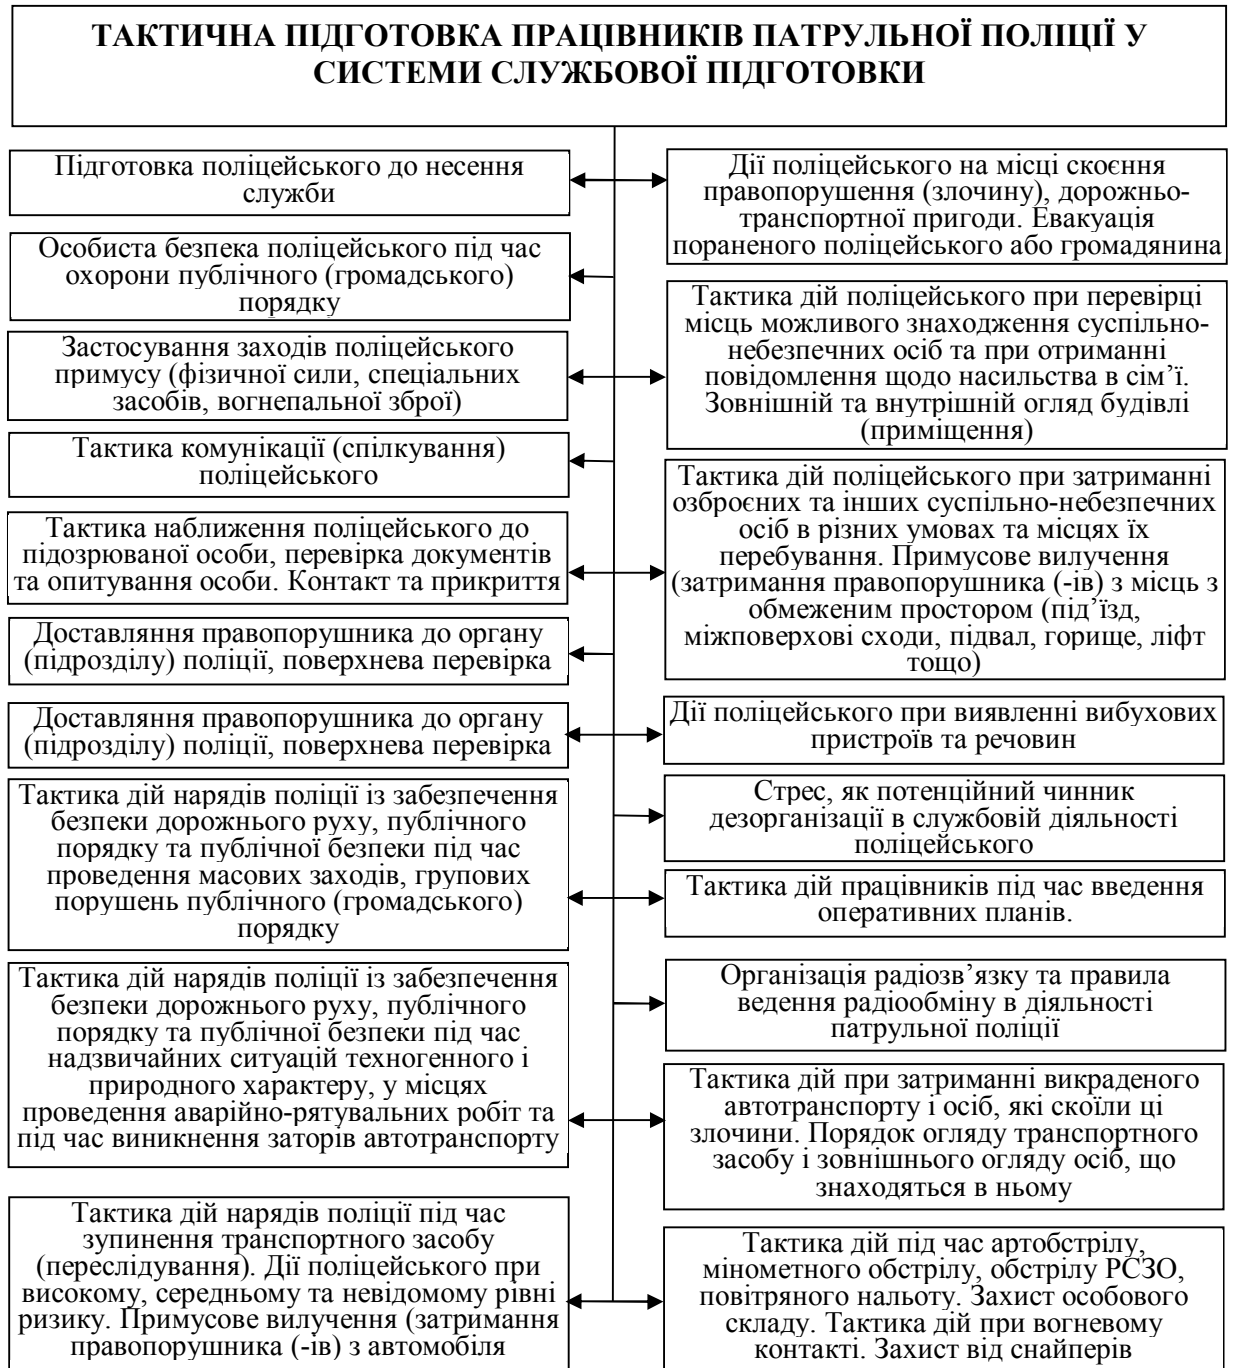 ТАКТИЧНА ПІДГОТОВКА ПРАЦІВНИКІВ ПАТРУЛЬНОЇ ПОЛІЦІЇ У
СИСТЕМИ СЛУЖБОВОЇ ПІДГОТОВКИ
Підготовка поліцейського до несення
служби
Особиста безпека поліцейського під час
охорони публічного (громадського)
порядку
Застосування заходів поліцейського
примусу (фізичної сили, спеціальних
засобів, вогнепальної зброї)
Тактика комунікації (спілкування)
поліцейського
Тактика наближення поліцейського до
підозрюваної особи, перевірка документів
та опитування особи. Контакт та прикриття
Доставляння правопорушника до органу
(підрозділу) поліції, поверхнева перевірка
Доставляння правопорушника до органу
(підрозділу) поліції, поверхнева перевірка
Тактика дій нарядів поліції із забезпечення
безпеки дорожнього руху, публічного
порядку та публічної безпеки під час
проведення масових заходів, групових
порушень публічного (громадського)
порядку
Тактика дій нарядів поліції із забезпечення
безпеки дорожнього руху, публічного
порядку та публічної безпеки під час
надзвичайних ситуацій техногенного і
природного характеру, у місцях
проведення аварійно-рятувальних робіт та
під час виникнення заторів автотранспорту
Тактика дій нарядів поліції під час
зупинення транспортного засобу
(переслідування). Дії поліцейського при
високому, середньому та невідомому рівні
ризику. Примусове вилучення (затримання
правопорушника (-ів) з автомобіля
Дії поліцейського на місці скоєння
правопорушення (злочину), дорожньо-
транспортної пригоди. Евакуація
пораненого поліцейського або громадянина
Тактика дій поліцейського при перевірці
місць можливого знаходження суспільно-
небезпечних осіб та при отриманні
повідомлення щодо насильства в сім’ї.
Зовнішній та внутрішній огляд будівлі
(приміщення)
Тактика дій поліцейського при затриманні
озброєних та інших суспільно-небезпечних
осіб в різних умовах та місцях їх
перебування. Примусове вилучення
(затримання правопорушника (-ів) з місць з
обмеженим простором (під’їзд,
міжповерхові сходи, підвал, горище, ліфт
тощо)
Дії поліцейського при виявленні вибухових
пристроїв та речовин
Стрес, як потенційний чинник
дезорганізації в службовій діяльності
поліцейського
Тактика дій працівників під час введення
оперативних планів.
Організація радіозв’язку та правила
ведення радіообміну в діяльності
патрульної поліції
Тактика дій при затриманні викраденого
автотранспорту і осіб, які скоїли ці
злочини. Порядок огляду транспортного
засобу і зовнішнього огляду осіб, що
знаходяться в ньому
Тактика дій під час артобстрілу,
мінометного обстрілу, обстрілу РСЗО,
повітряного нальоту. Захист особового
складу. Тактика дій при вогневому
контакті. Захист від снайперів